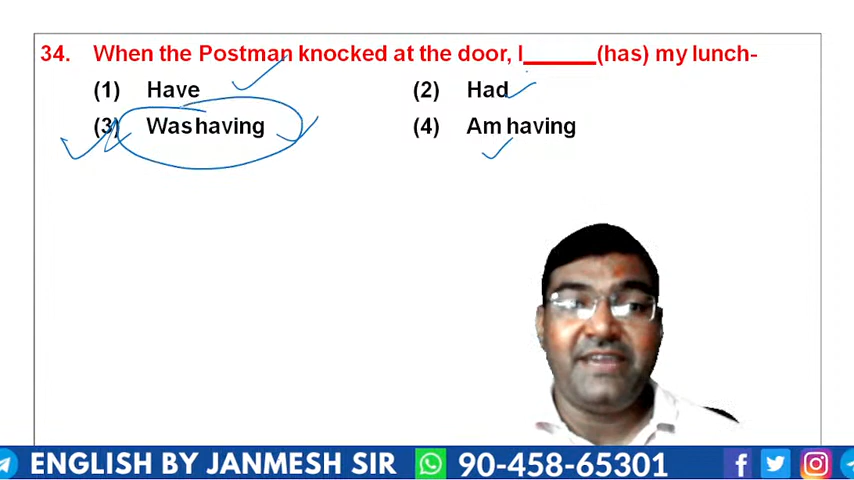 34. When the Postman knocked at the door, I______(has) my lunch-
(1) Have (2) Had
(3) Was having (4) Am having
ENGLISH BY JANMESH SIR 90-458-65301